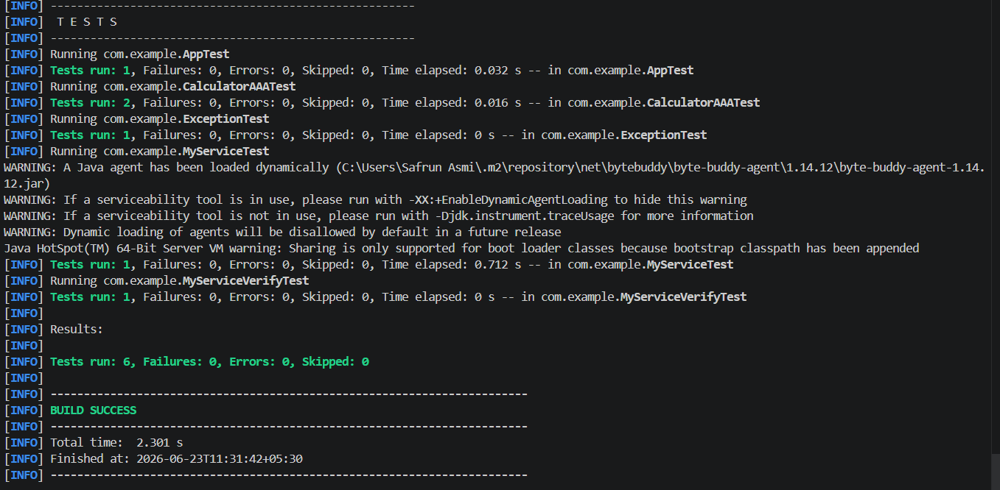 [INFO] -------------------------------------------------------
[INFO]  T E S T S
[INFO] -------------------------------------------------------
[INFO] Running com.example.AppTest
[INFO] Tests run: 1, Failures: 0, Errors: 0, Skipped: 0, Time elapsed: 0.032 s -- in com.example.AppTest
[INFO] Running com.example.CalculatorAAATest
[INFO] Tests run: 2, Failures: 0, Errors: 0, Skipped: 0, Time elapsed: 0.016 s -- in com.example.CalculatorAAATest
[INFO] Running com.example.ExceptionTest
[INFO] Tests run: 1, Failures: 0, Errors: 0, Skipped: 0, Time elapsed: 0 s -- in com.example.ExceptionTest
[INFO] Running com.example.MyServiceTest
WARNING: A Java agent has been loaded dynamically (C:\Users\Safrun Asmi\.m2\repository\net\bytebuddy\byte-buddy-agent\1.14.12\byte-buddy-agent-1.14.
12.jar)
WARNING: If a serviceability tool is in use, please run with -XX:+EnableDynamicAgentLoading to hide this warning
WARNING: If a serviceability tool is not in use, please run with -Djdk.instrument.traceUsage for more information
WARNING: Dynamic loading of agents will be disallowed by default in a future release
Java HotSpot(TM) 64-Bit Server VM warning: Sharing is only supported for boot loader classes because bootstrap classpath has been appended
[INFO] Tests run: 1, Failures: 0, Errors: 0, Skipped: 0, Time elapsed: 0.712 s -- in com.example.MyServiceTest
[INFO] Running com.example.MyServiceVerifyTest
[INFO] Tests run: 1, Failures: 0, Errors: 0, Skipped: 0, Time elapsed: 0 s -- in com.example.MyServiceVerifyTest
[INFO]
[INFO] Results:
[INFO]
[INFO] Tests run: 6, Failures: 0, Errors: 0, Skipped: 0
[INFO]
[INFO] ------------------------------------------------------------------------
[INFO] BUILD SUCCESS
[INFO] ------------------------------------------------------------------------
[INFO] Total time:  2.301 s
[INFO] Finished at: 2026-06-23T11:31:42+05:30
[INFO] ------------------------------------------------------------------------